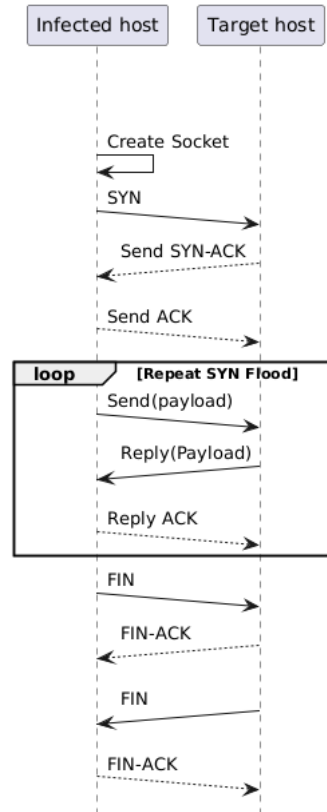 Infected host
Target host
Create Socket
SYN
Send SYN-ACK
Send ACK
loop
[Repeat SYN Flood]
Send(payload)
Reply(Payload)
Reply ACK
FIN
FIN-ACK
FIN
FIN-ACK